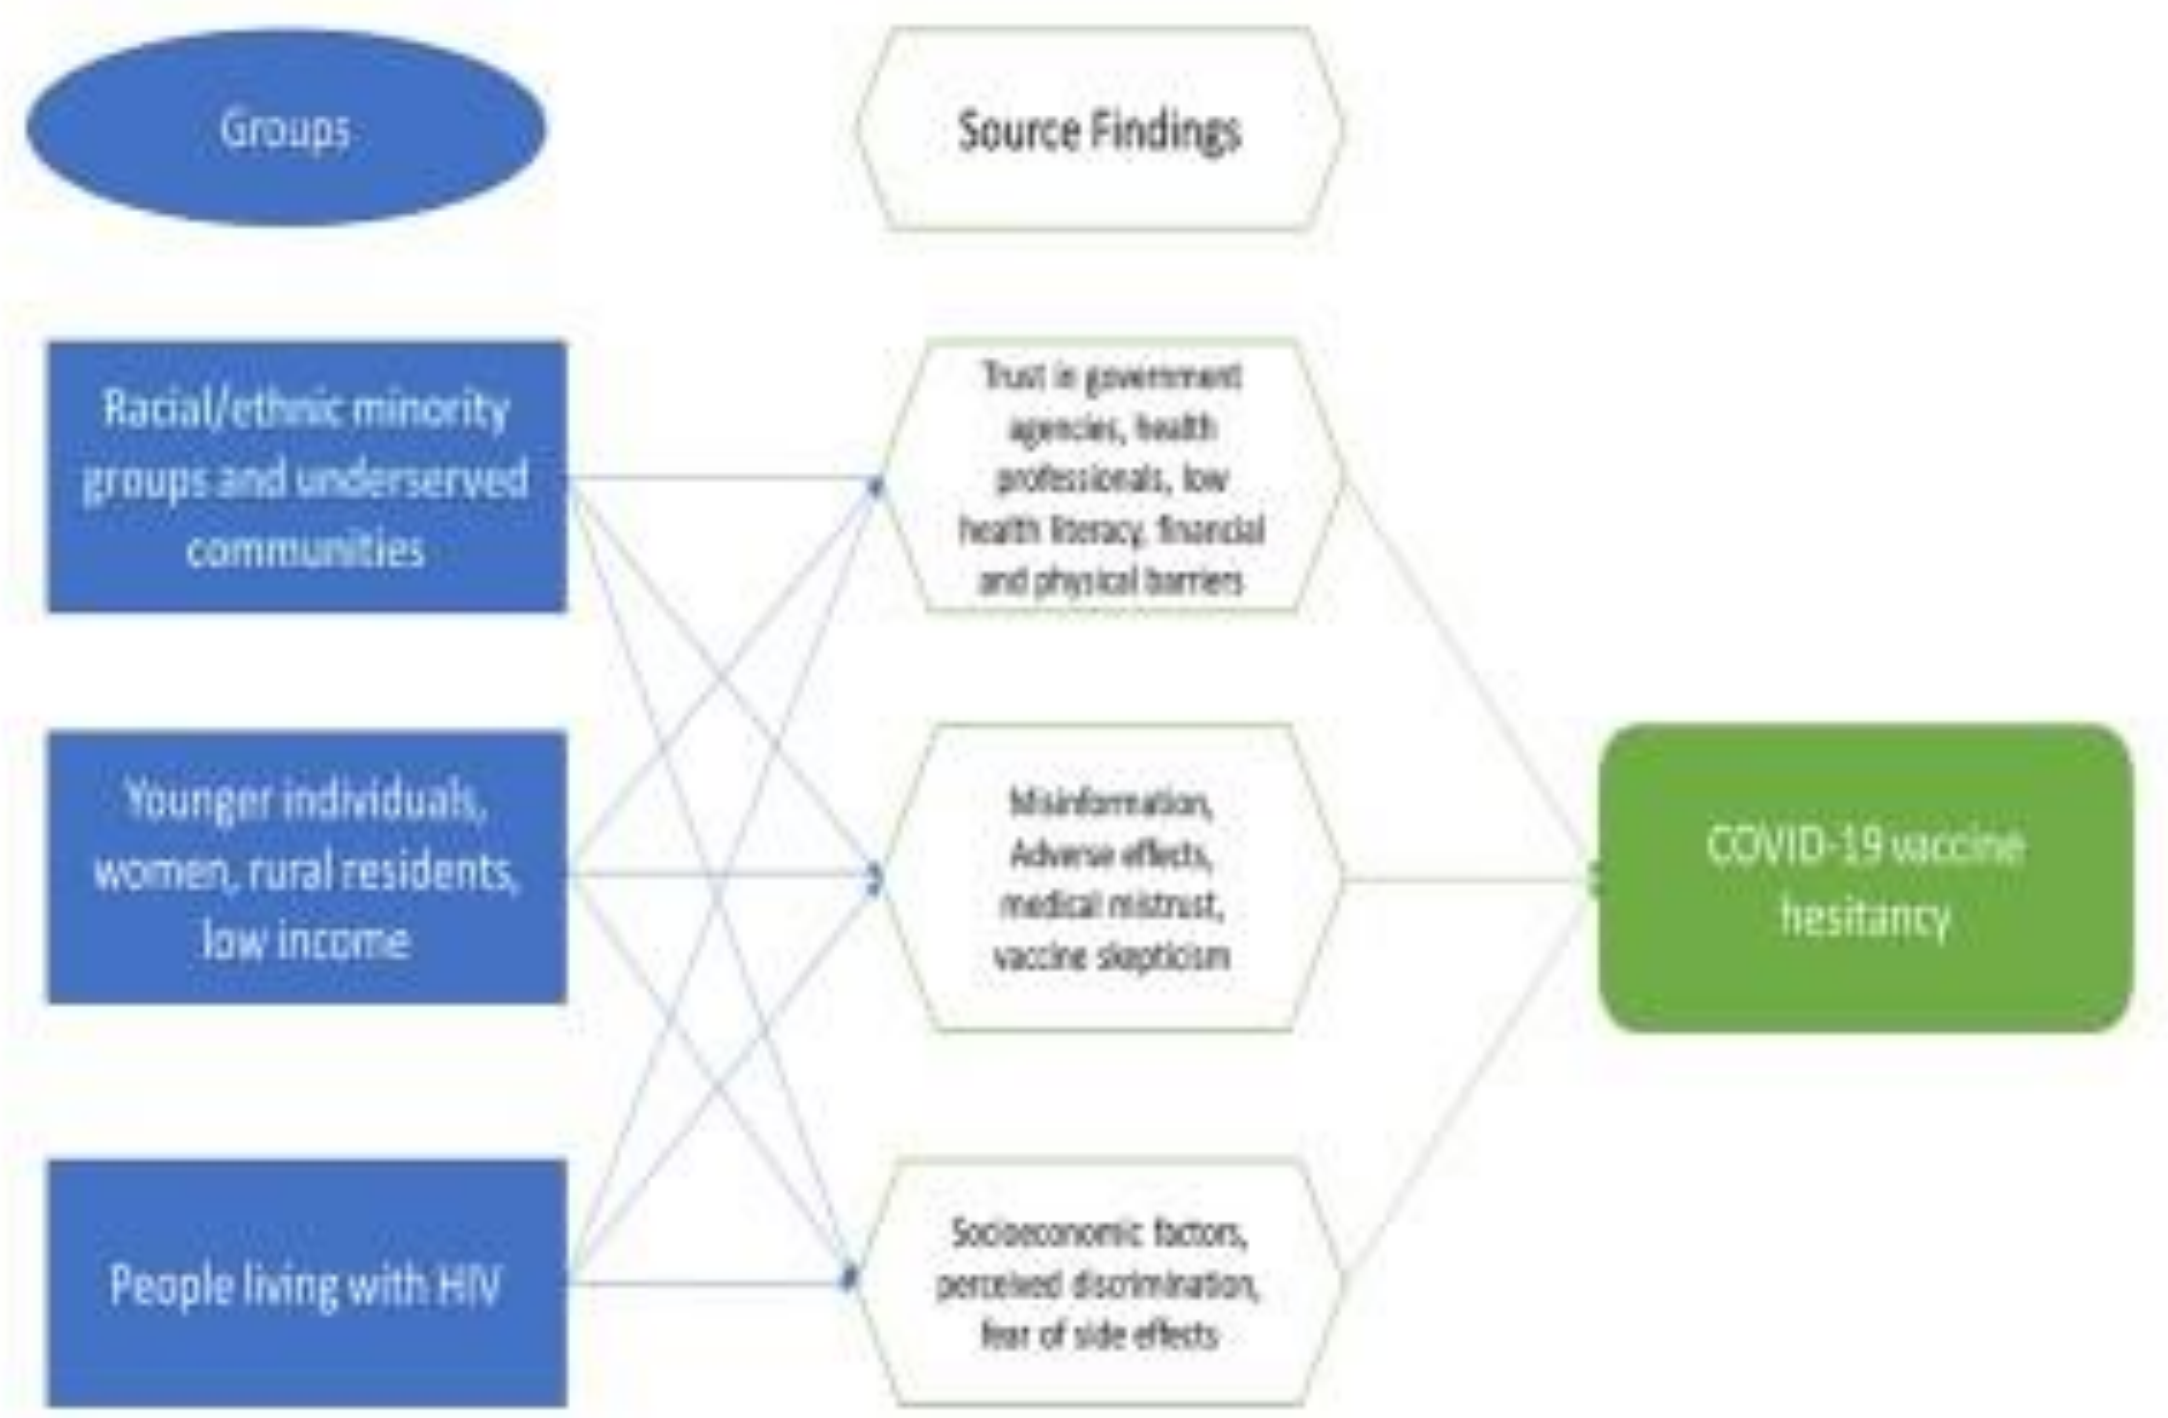 Groups
Source Findings
Racial/ethnic minority
groups and underserved
communities
Trust in government
agencies, health
professionals, low
health literacy, financial
and physical barriers
Younger individuals,
women, rural residents,
low income
Misinformation,
Adverse effects,
medical mistrust,
vaccine skepticism
COVID-19 vaccine
hesitancy
People living with HIV
Socioeconomic factors,
perceived discrimination,
fear of side effects